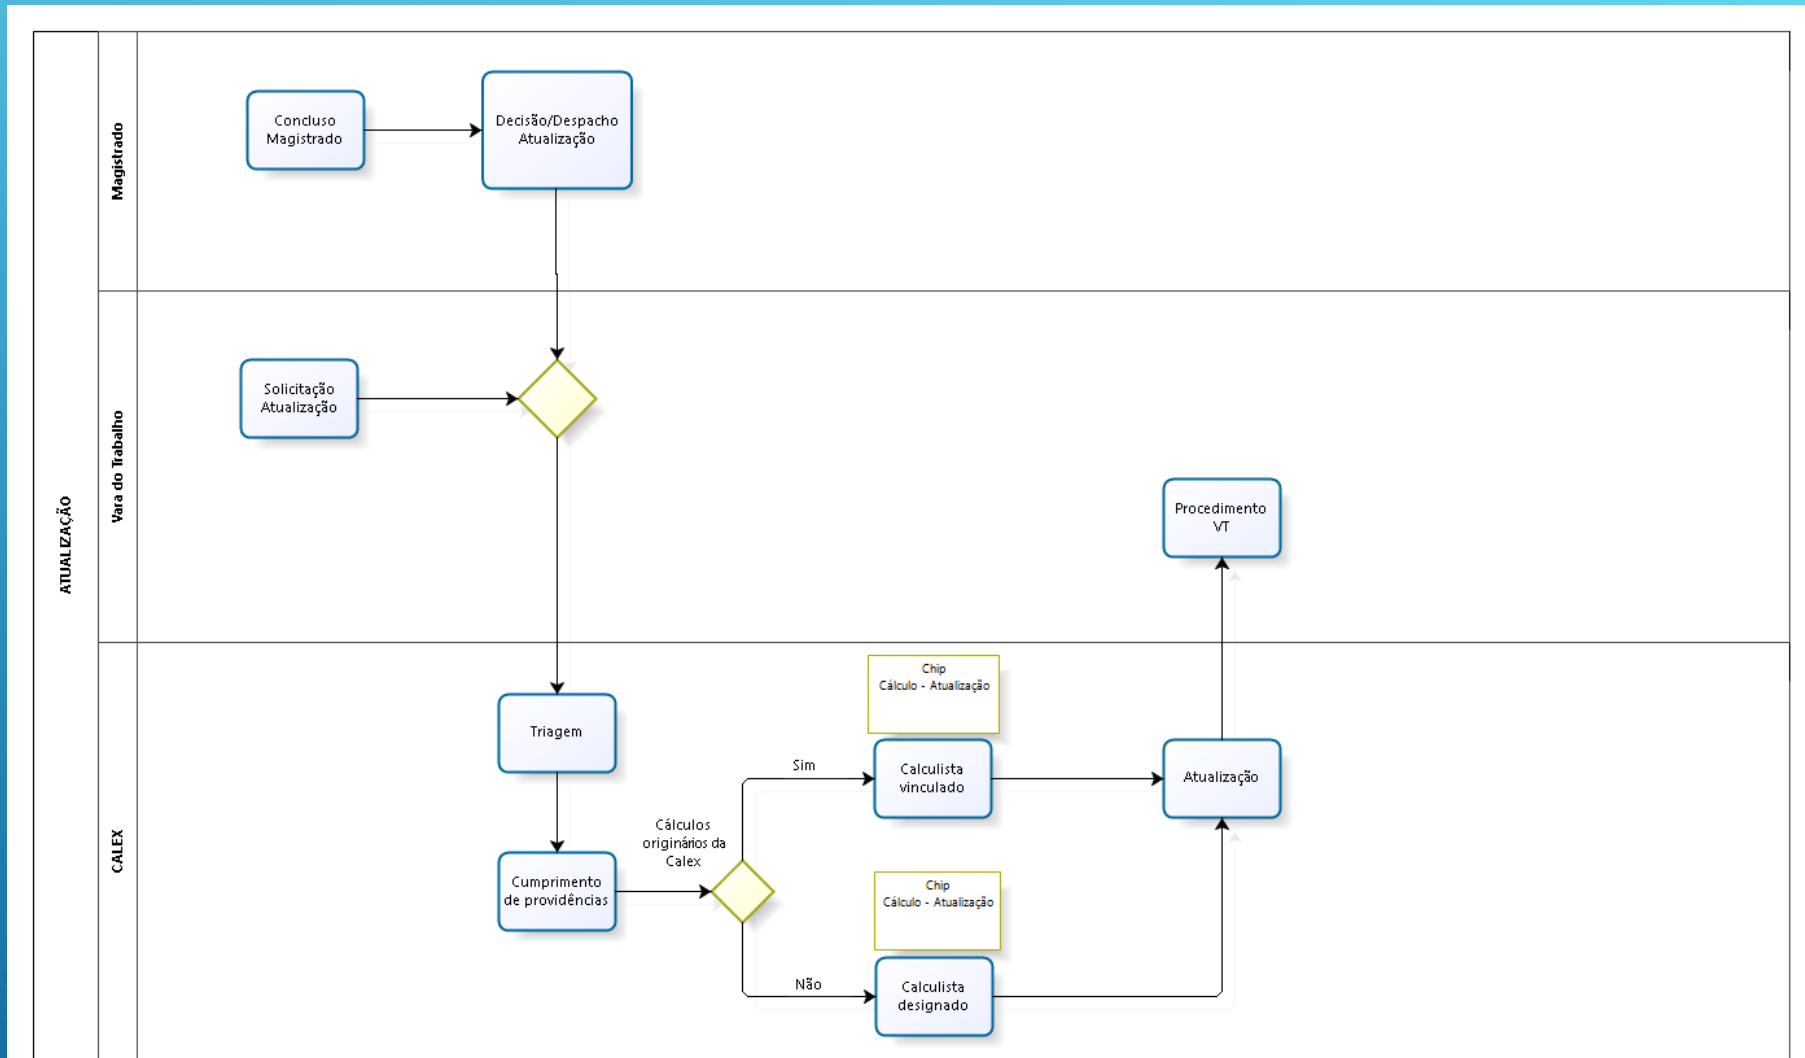 ATUALIZAÇÃO
Magistrado
Concluso
Magistrado
Decisão/Despacho
Atualização
Vara do Trabalho
Solicitação
Atualização
Procedimento
VT
CALEX
Triagem
Cumprimento
de providências
Cálculos
originários da
Calex
Sim
Chip
Cálculo - Atualização
Calculista
vinculado
Atualização
Não
Chip
Cálculo - Atualização
Calculista
designado